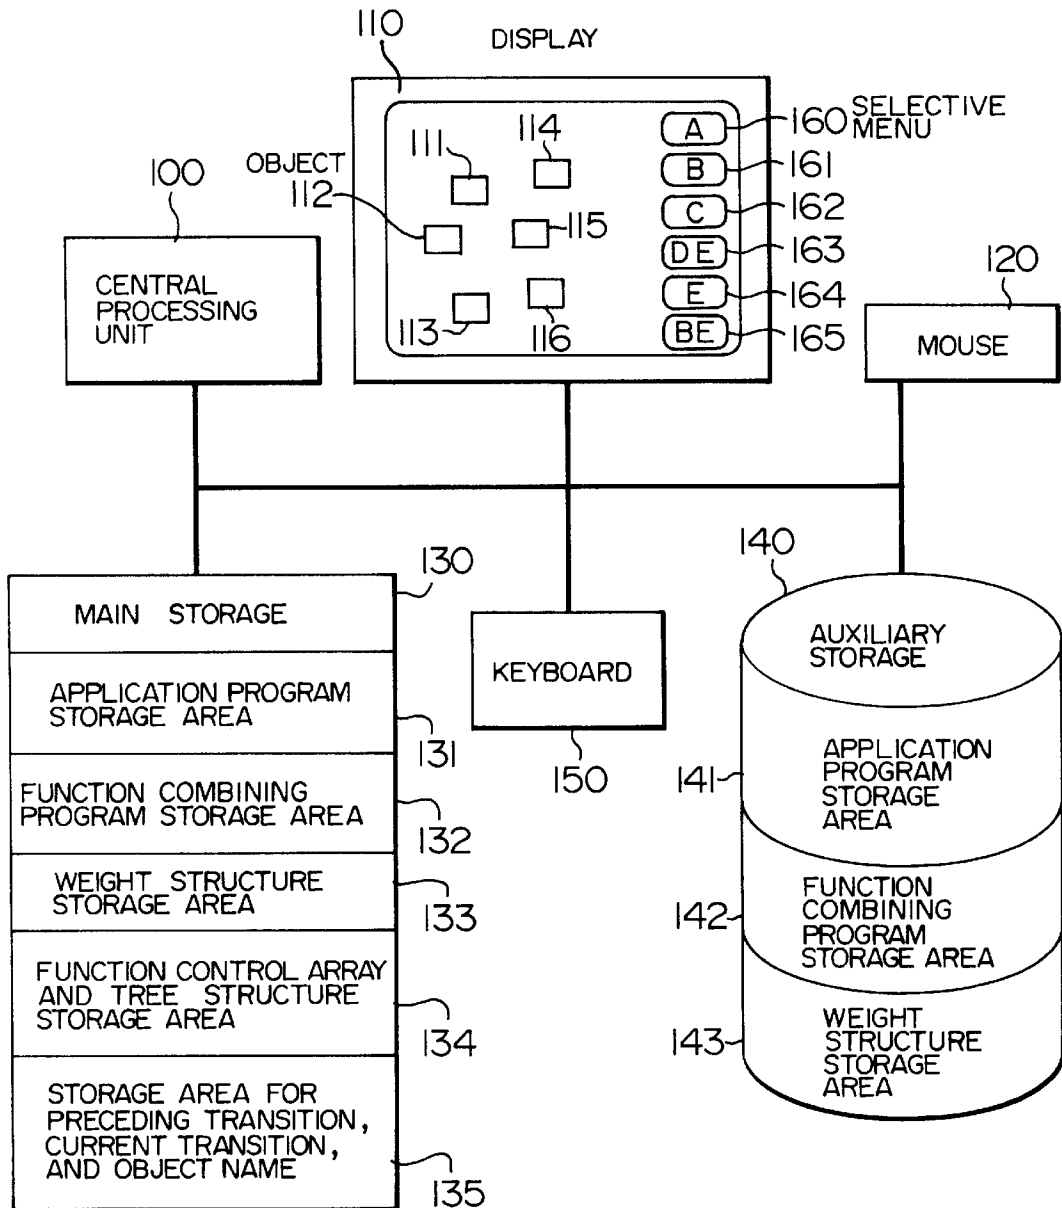 110
DISPLAY
100
CENTRAL
PROCESSING
UNIT
OBJECT
111
112
113
114
115
116
A
B
C
DE
E
BE
160 SELECTIVE
MENU
161
162
163
164
165
120
MOUSE
130
MAIN STORAGE
APPLICATION PROGRAM
STORAGE AREA
131
FUNCTION COMBINING
PROGRAM STORAGE AREA
132
WEIGHT STRUCTURE
STORAGE AREA
133
FUNCTION CONTROL ARRAY
AND TREE STRUCTURE
STORAGE AREA
134
STORAGE AREA FOR
PRECEDING TRANSITION,
CURRENT TRANSITION,
AND OBJECT NAME
135
KEYBOARD
150
140
AUXILIARY
STORAGE
141
APPLICATION
PROGRAM
STORAGE
AREA
142
FUNCTION
COMBINING
PROGRAM
STORAGE AREA
143
WEIGHT
STRUCTURE
STORAGE
AREA